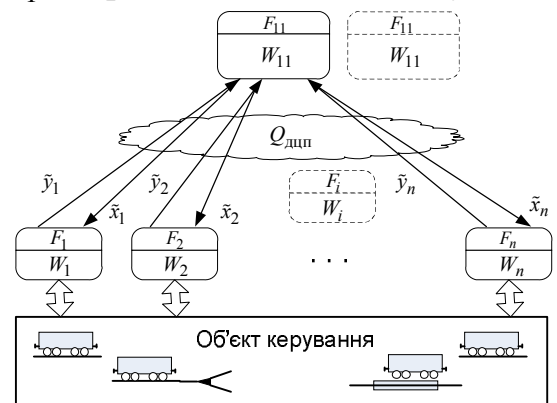 F₁₁ F₁₁
W₁₁ W₁₁
Qдцп
ỹ₁ x̃₁ ỹ₂ x̃₂ Fᵢ ỹₙ x̃ₙ
Wᵢ
F₁ F₂ Fₙ
W₁ W₂ . . . Wₙ
Об'єкт керування